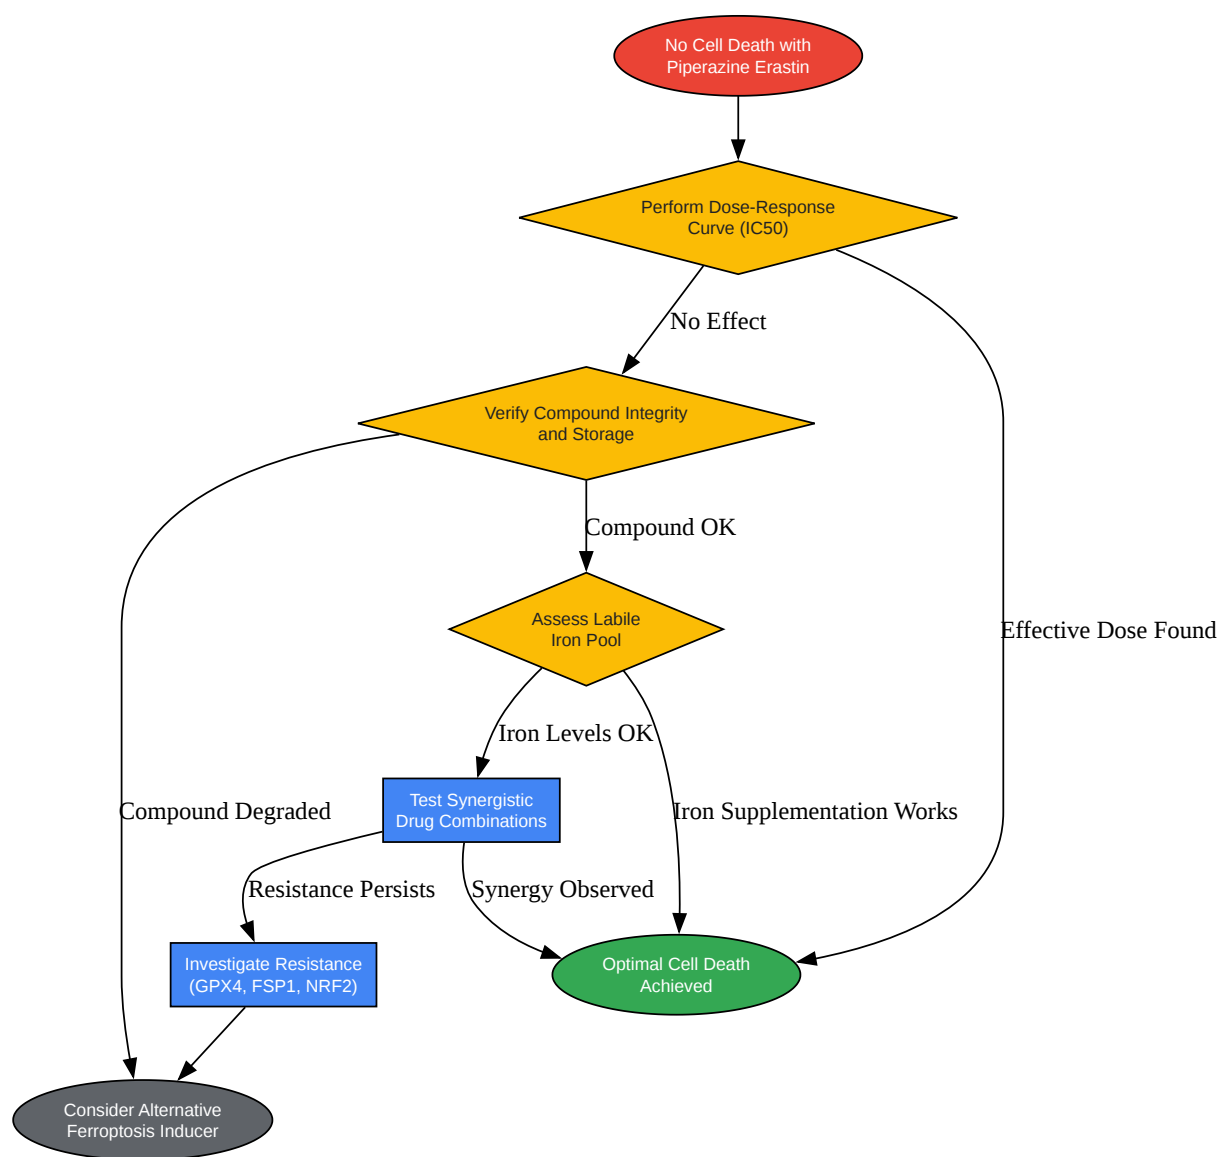 No Cell Death with
Piperazine Erastin
Perform Dose-Response
Curve (IC50)
No Effect
Verify Compound Integrity
and Storage
Compound OK
Assess Labile
Iron Pool
Effective Dose Found
Iron Levels OK
Test Synergistic
Drug Combinations
Compound Degraded
Iron Supplementation Works
Resistance Persists
Synergy Observed
Investigate Resistance
(GPX4, FSP1, NRF2)
Optimal Cell Death
Achieved
Consider Alternative
Ferroptosis Inducer